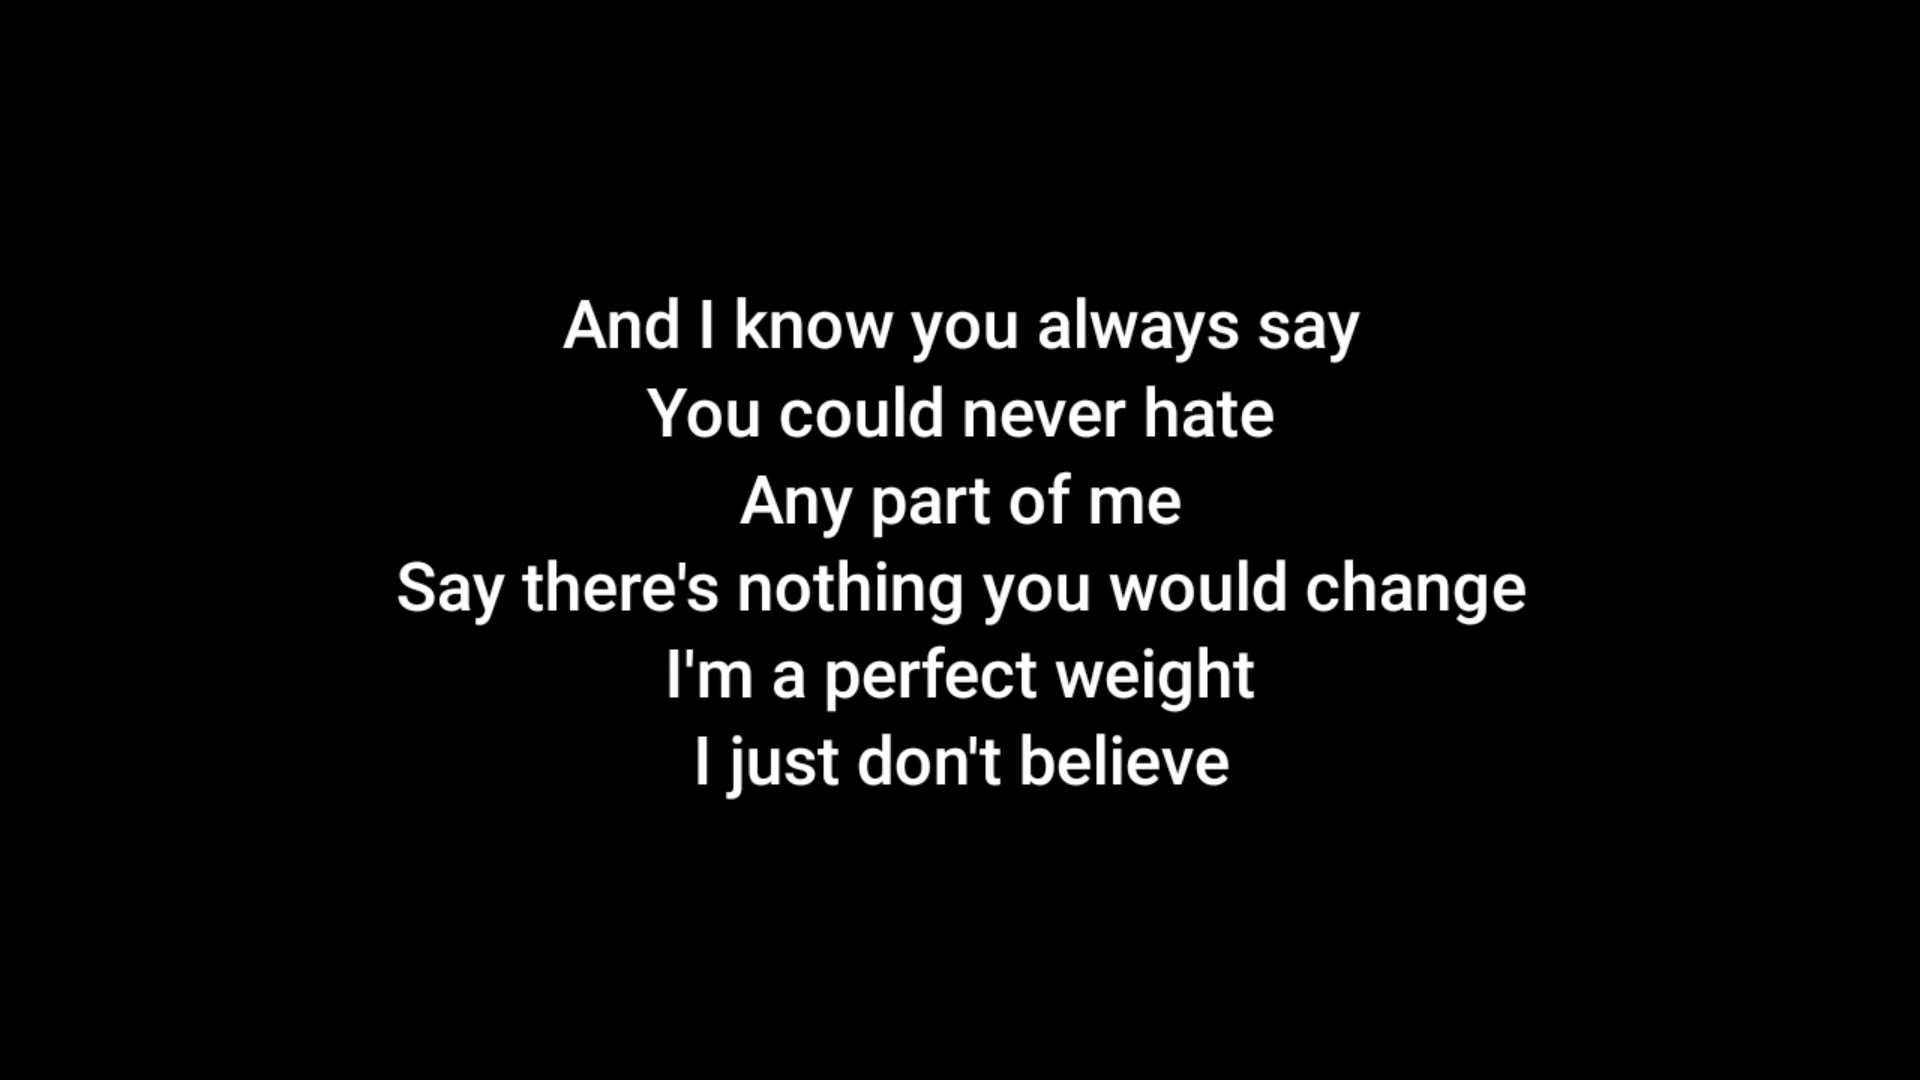 And I know you always say
You could never hate
Any part of me
Say there's nothing you would change
I'm a perfect weight
I just don't believe